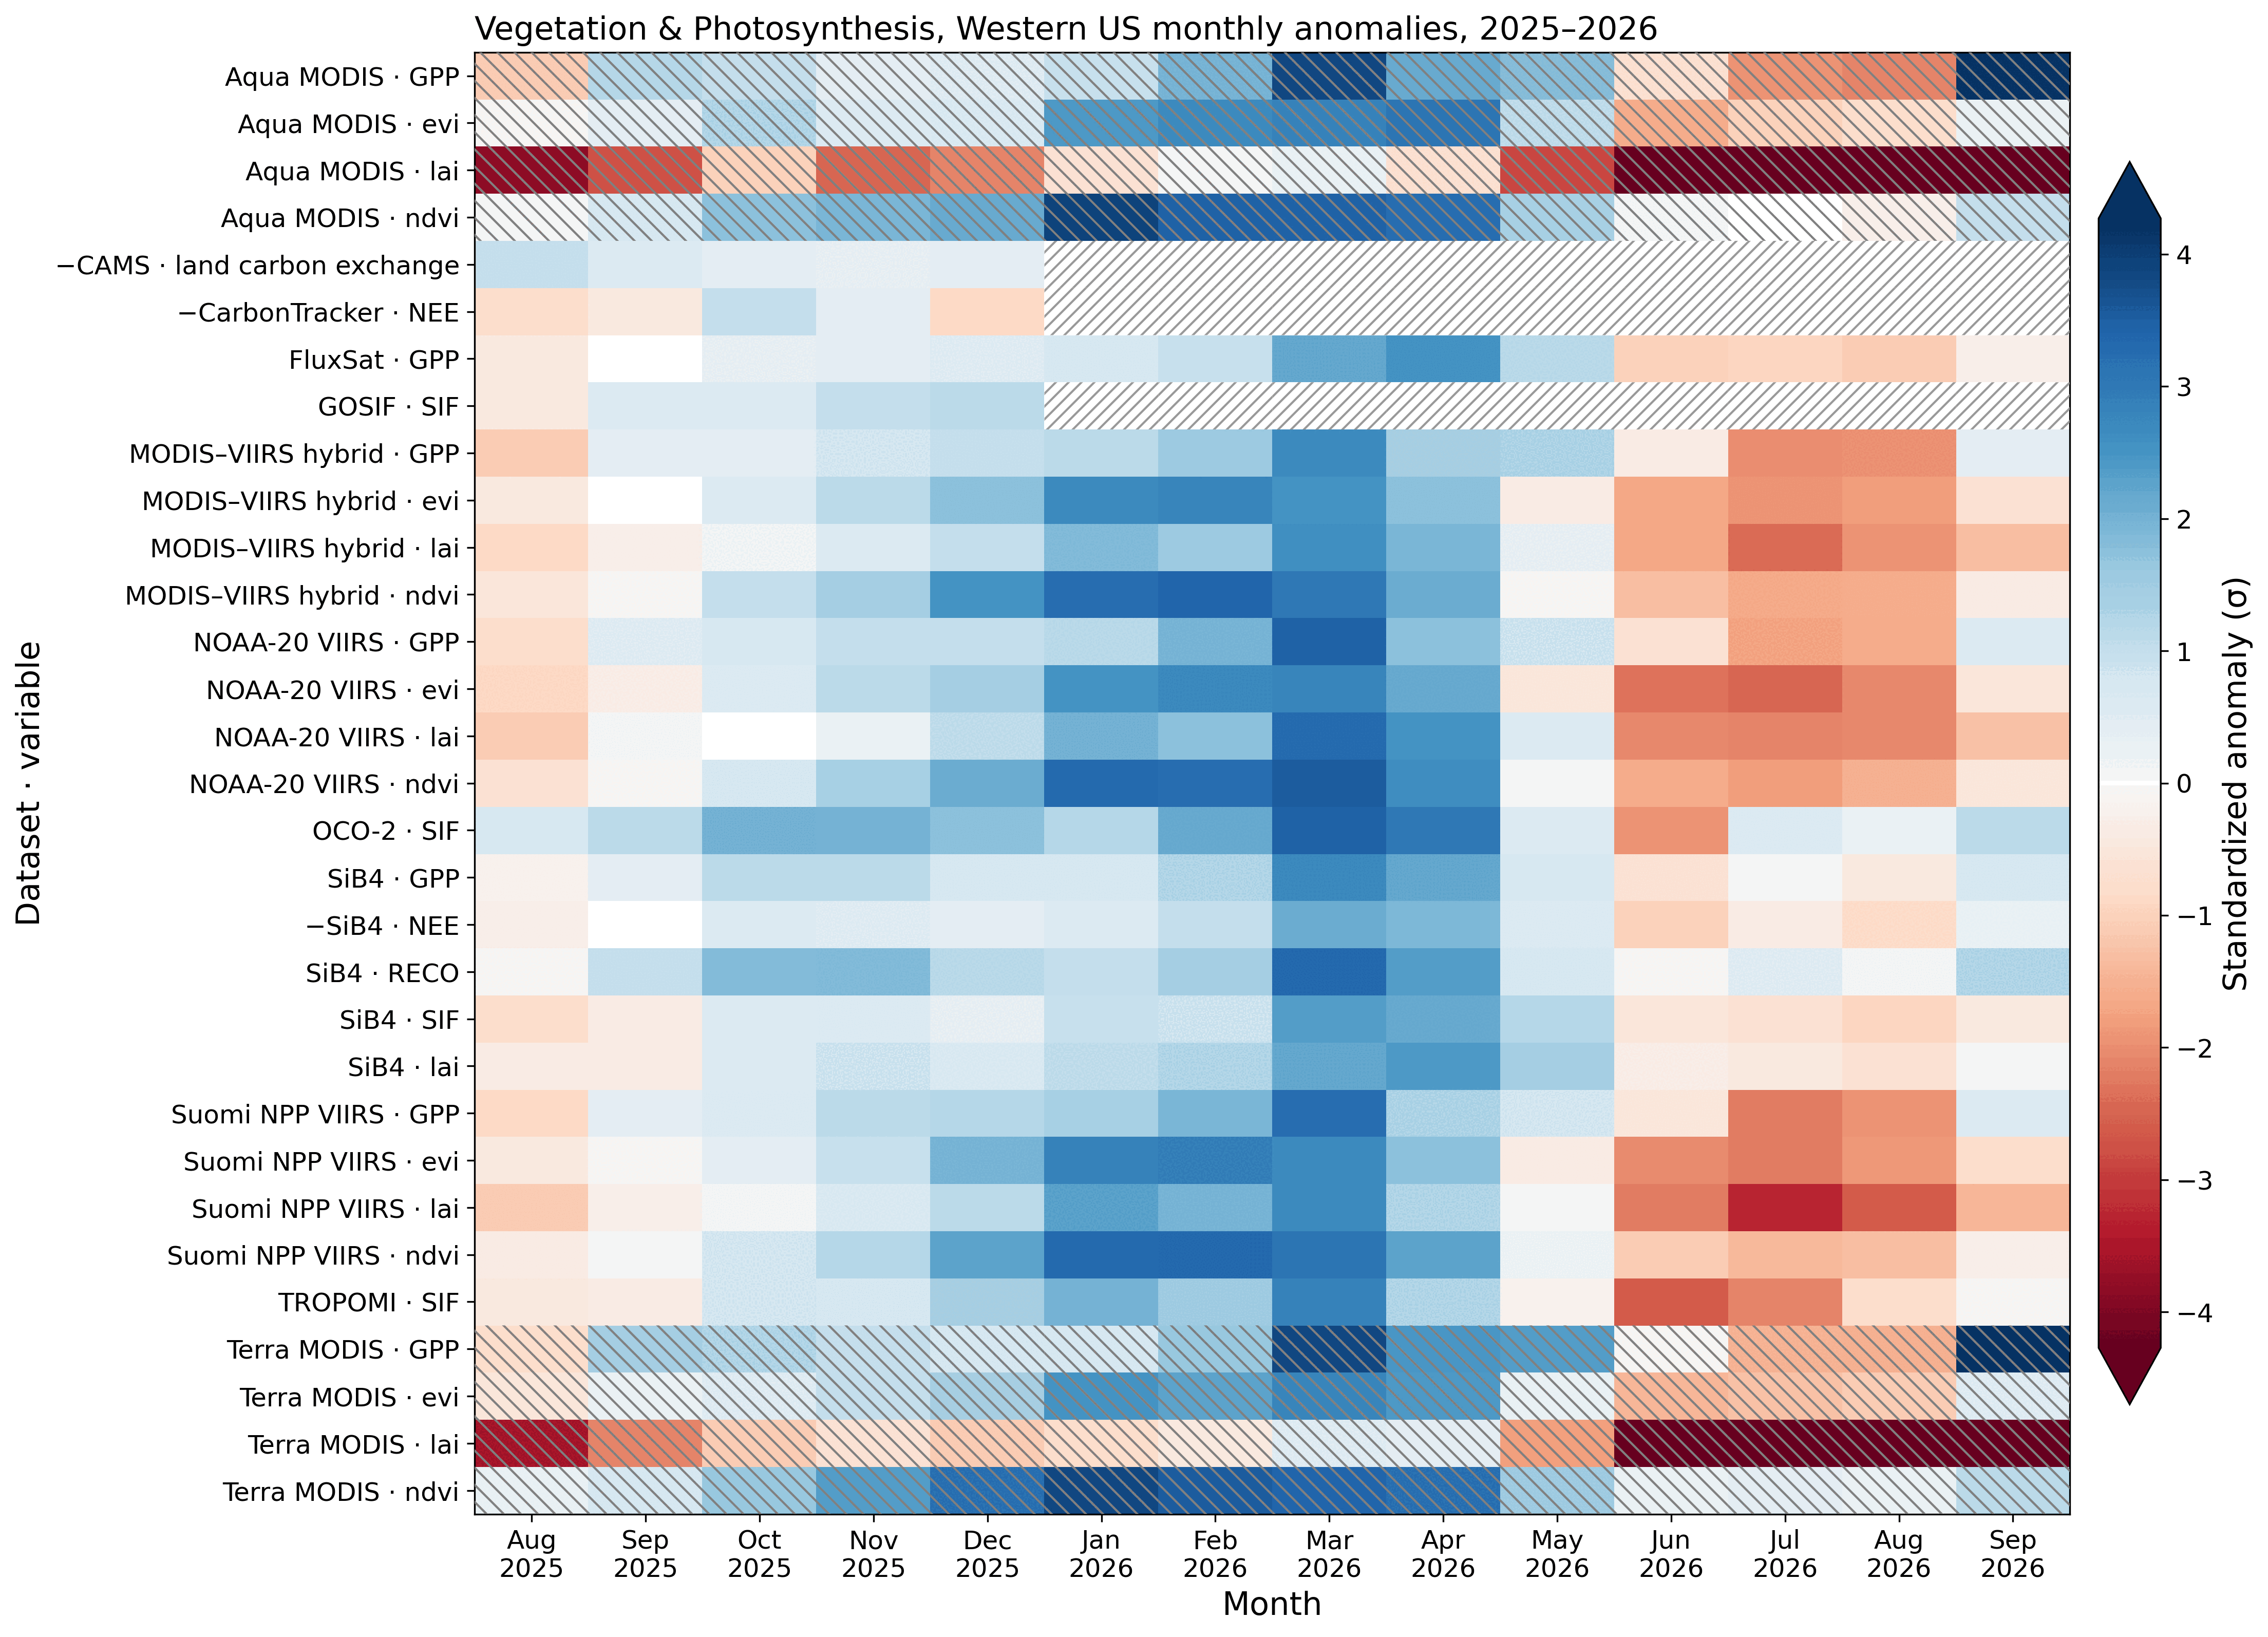 Vegetation & Photosynthesis, Western US monthly anomalies, 2025–2026
Dataset · variable
Aqua MODIS · GPP
Aqua MODIS · evi
Aqua MODIS · lai
Aqua MODIS · ndvi
−CAMS · land carbon exchange
−CarbonTracker · NEE
FluxSat · GPP
GOSIF · SIF
MODIS–VIIRS hybrid · GPP
MODIS–VIIRS hybrid · evi
MODIS–VIIRS hybrid · lai
MODIS–VIIRS hybrid · ndvi
NOAA-20 VIIRS · GPP
NOAA-20 VIIRS · evi
NOAA-20 VIIRS · lai
NOAA-20 VIIRS · ndvi
OCO-2 · SIF
SiB4 · GPP
−SiB4 · NEE
SiB4 · RECO
SiB4 · SIF
SiB4 · lai
Suomi NPP VIIRS · GPP
Suomi NPP VIIRS · evi
Suomi NPP VIIRS · lai
Suomi NPP VIIRS · ndvi
TROPOMI · SIF
Terra MODIS · GPP
Terra MODIS · evi
Terra MODIS · lai
Terra MODIS · ndvi
Aug Sep Oct Nov Dec Jan Feb Mar Apr May Jun Jul Aug Sep
2025 2025 2025 2025 2025 2026 2026 2026 2026 2026 2026 2026 2026 2026
Month
4
3
2
1
0
−1
−2
−3
−4
Standardized anomaly (σ)